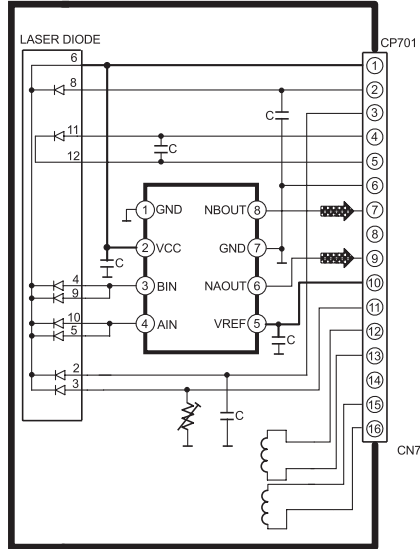 LASER DIODE
CP701
6
1
8
2
C
3
11
4
C
12
5
6
1 GND
NBOUT 8
7
8
2 VCC
GND 7
C
9
4
3 BIN
NAOUT 6
9
10
10
4 AIN
VREF 5
11
5
C
12
2
13
3
14
C
15
16
CN7